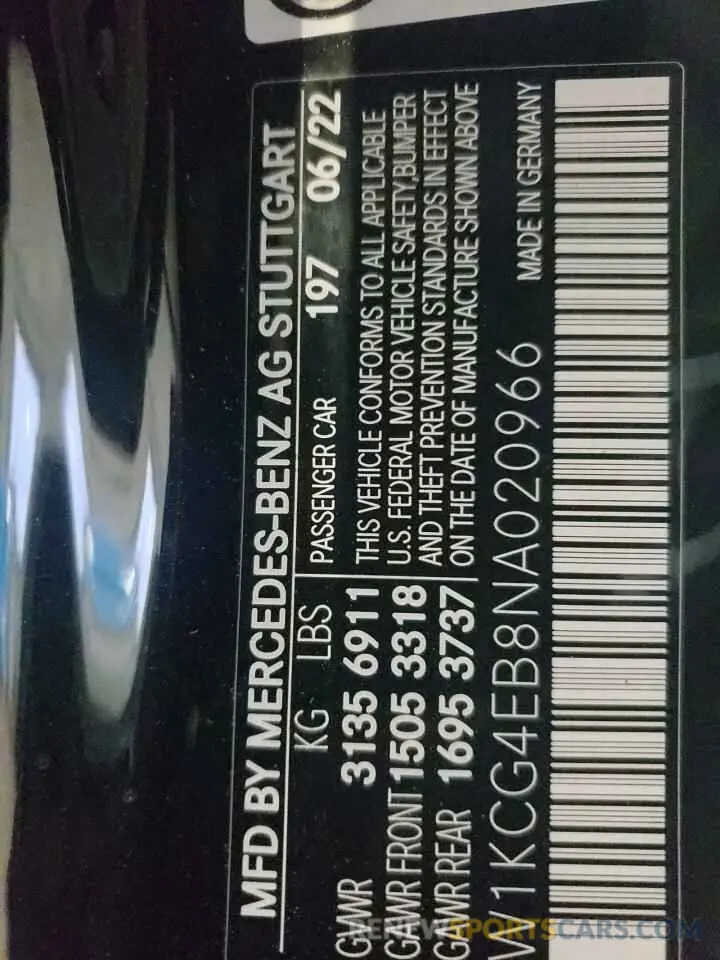 MFD BY MERCEDES-BENZ AG STUTTGART
KG LBS PASSENGER CAR 197 06/22
GVWR 3135 6911
GAWR FRONT 1505 3318
GAWR REAR 1695 3737
THIS VEHICLE CONFORMS TO ALL APPLICABLE
U.S. FEDERAL MOTOR VEHICLE SAFETY,BUMPER
AND THEFT PREVENTION STANDARDS IN EFFECT
ON THE DATE OF MANUFACTURE SHOWN ABOVE
W1KCG4EB8NA020966 MADE IN GERMANY
RENEWSPORTSCARS.COM